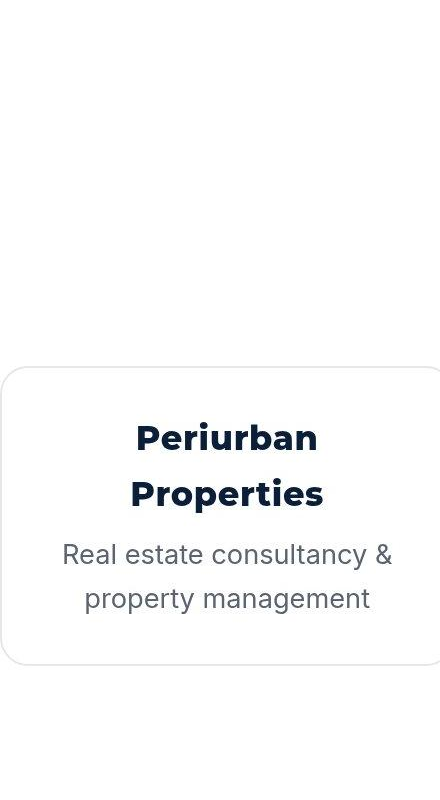 Periurban
Properties
Real estate consultancy &
property management